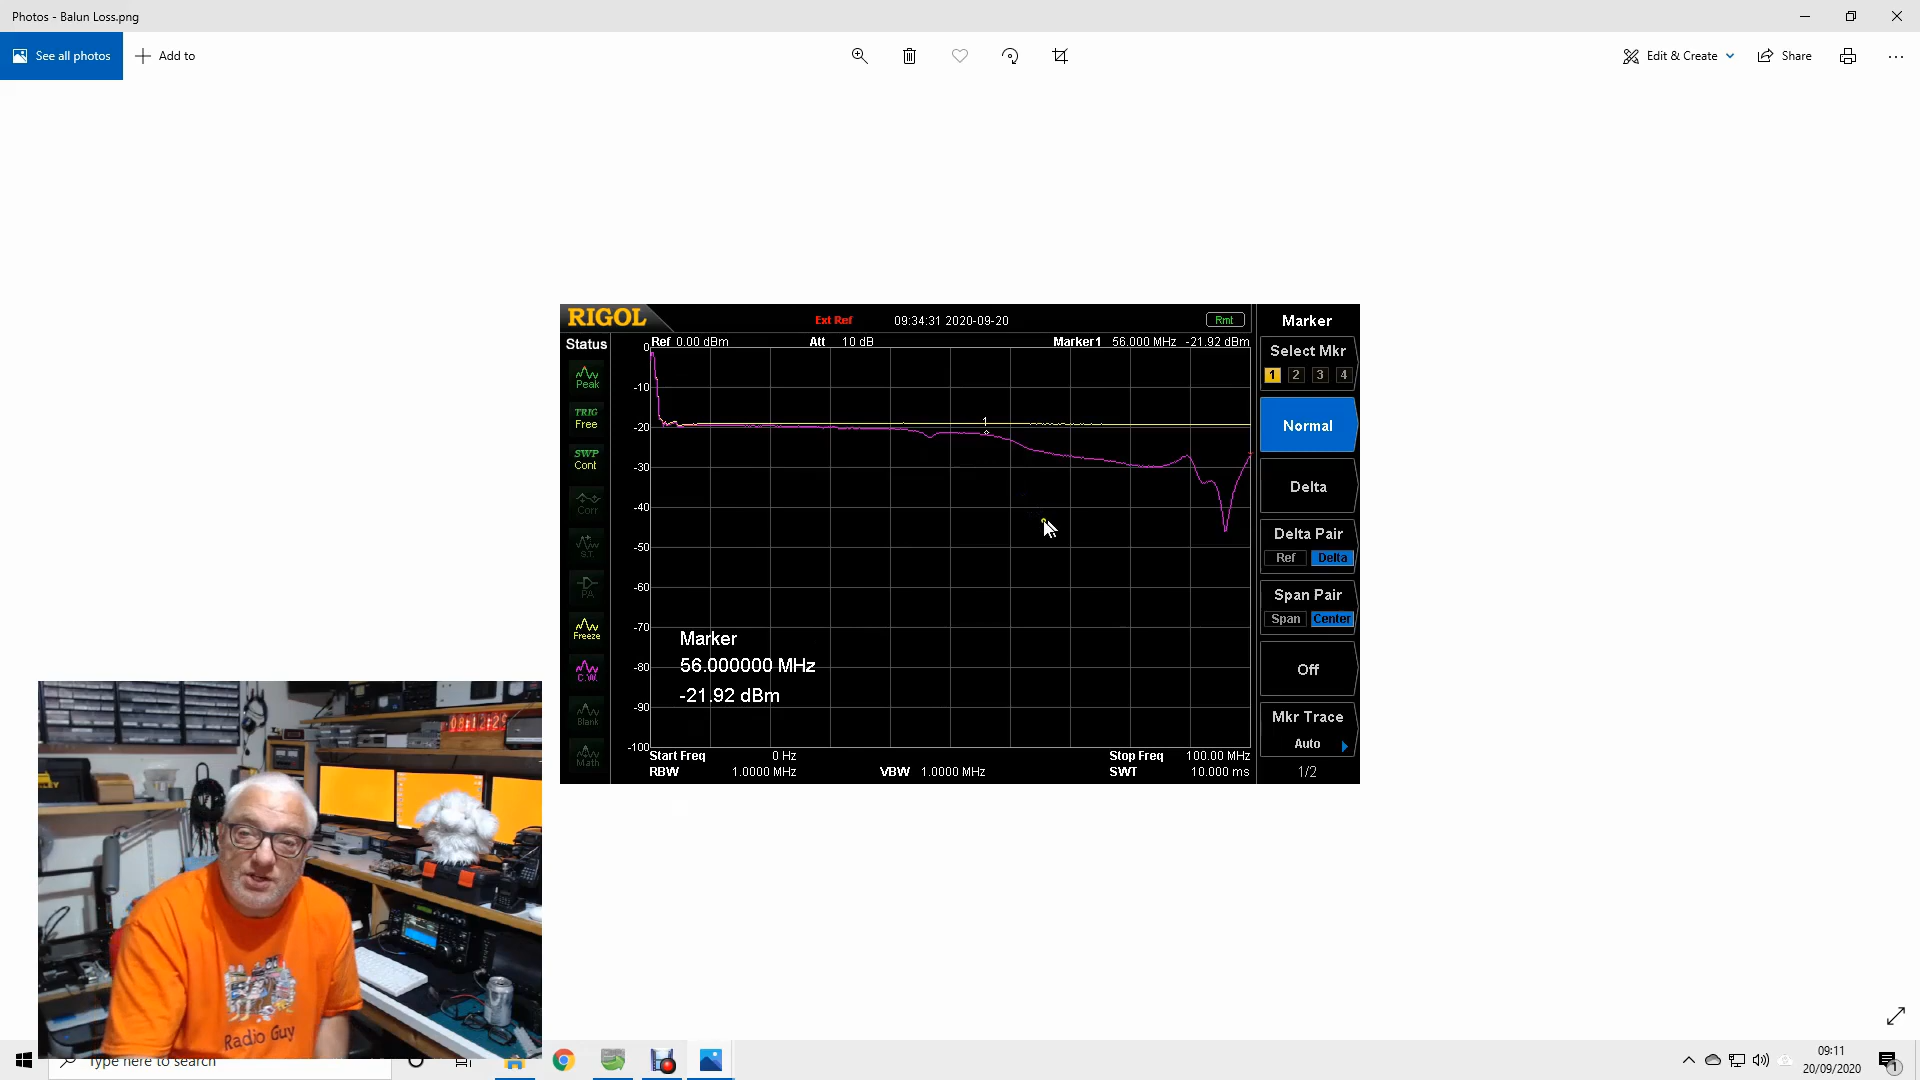 Photos - Balun Loss.png
See all photos
Add to
Edit & Create
Share
RIGOL
Ext Ref
09:34:31 2020-09-20
Rmt
Status
Ref 0.00 dBm
Att 10 dB
Marker1 56.000 MHz -21.92 dBm
Peak
TRIG
Free
SWP
Cont
Corr
PA
Freeze
C.W.
Blank
Math
0
-10
-20
-30
-40
-50
-60
-70
-80
-90
-100
1
Marker
56.000000 MHz
-21.92 dBm
Start Freq 0 Hz
Stop Freq 100.00 MHz
RBW 1.0000 MHz
VBW 1.0000 MHz
SWT 10.000 ms
Marker
Select Mkr
1 2 3 4
Normal
Delta
Delta Pair
Ref Delta
Span Pair
Span Center
Off
Mkr Trace
Auto
1/2
Radio Guy
Type here to search
09:11
20/09/2020
1